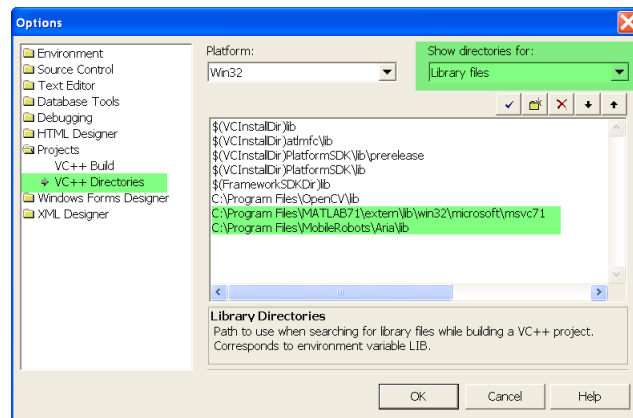 Options
Environment
Source Control
Text Editor
Database Tools
Debugging
HTML Designer
Projects
VC++ Build
VC++ Directories
Windows Forms Designer
XML Designer
Platform:
Win32
Show directories for:
Library files
$(VCInstallDir)lib
$(VCInstallDir)atlmfc\lib
$(VCInstallDir)PlatformSDK\lib\prerelease
$(VCInstallDir)PlatformSDK\lib
$(FrameworkSDKDir)lib
C:\Program Files\OpenCV\lib
C:\Program Files\MATLAB71\extern\lib\win32\microsoft\msvc71
C:\Program Files\MobileRobots\Aria\lib
Library Directories
Path to use when searching for library files while building a VC++ project.
Corresponds to environment variable LIB.
OK
Cancel
Help